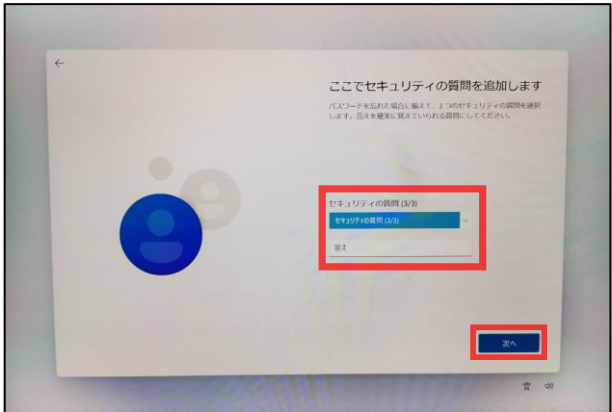 ここでセキュリティの質問を追加します
パスワードを忘れた場合に備えて、3 つのセキュリティの質問を選択
します。答えを確実に覚えていられる質問にしてください。
セキュリティの質問 (3/3)
セキュリティの質問 (3/3)
答え
次へ